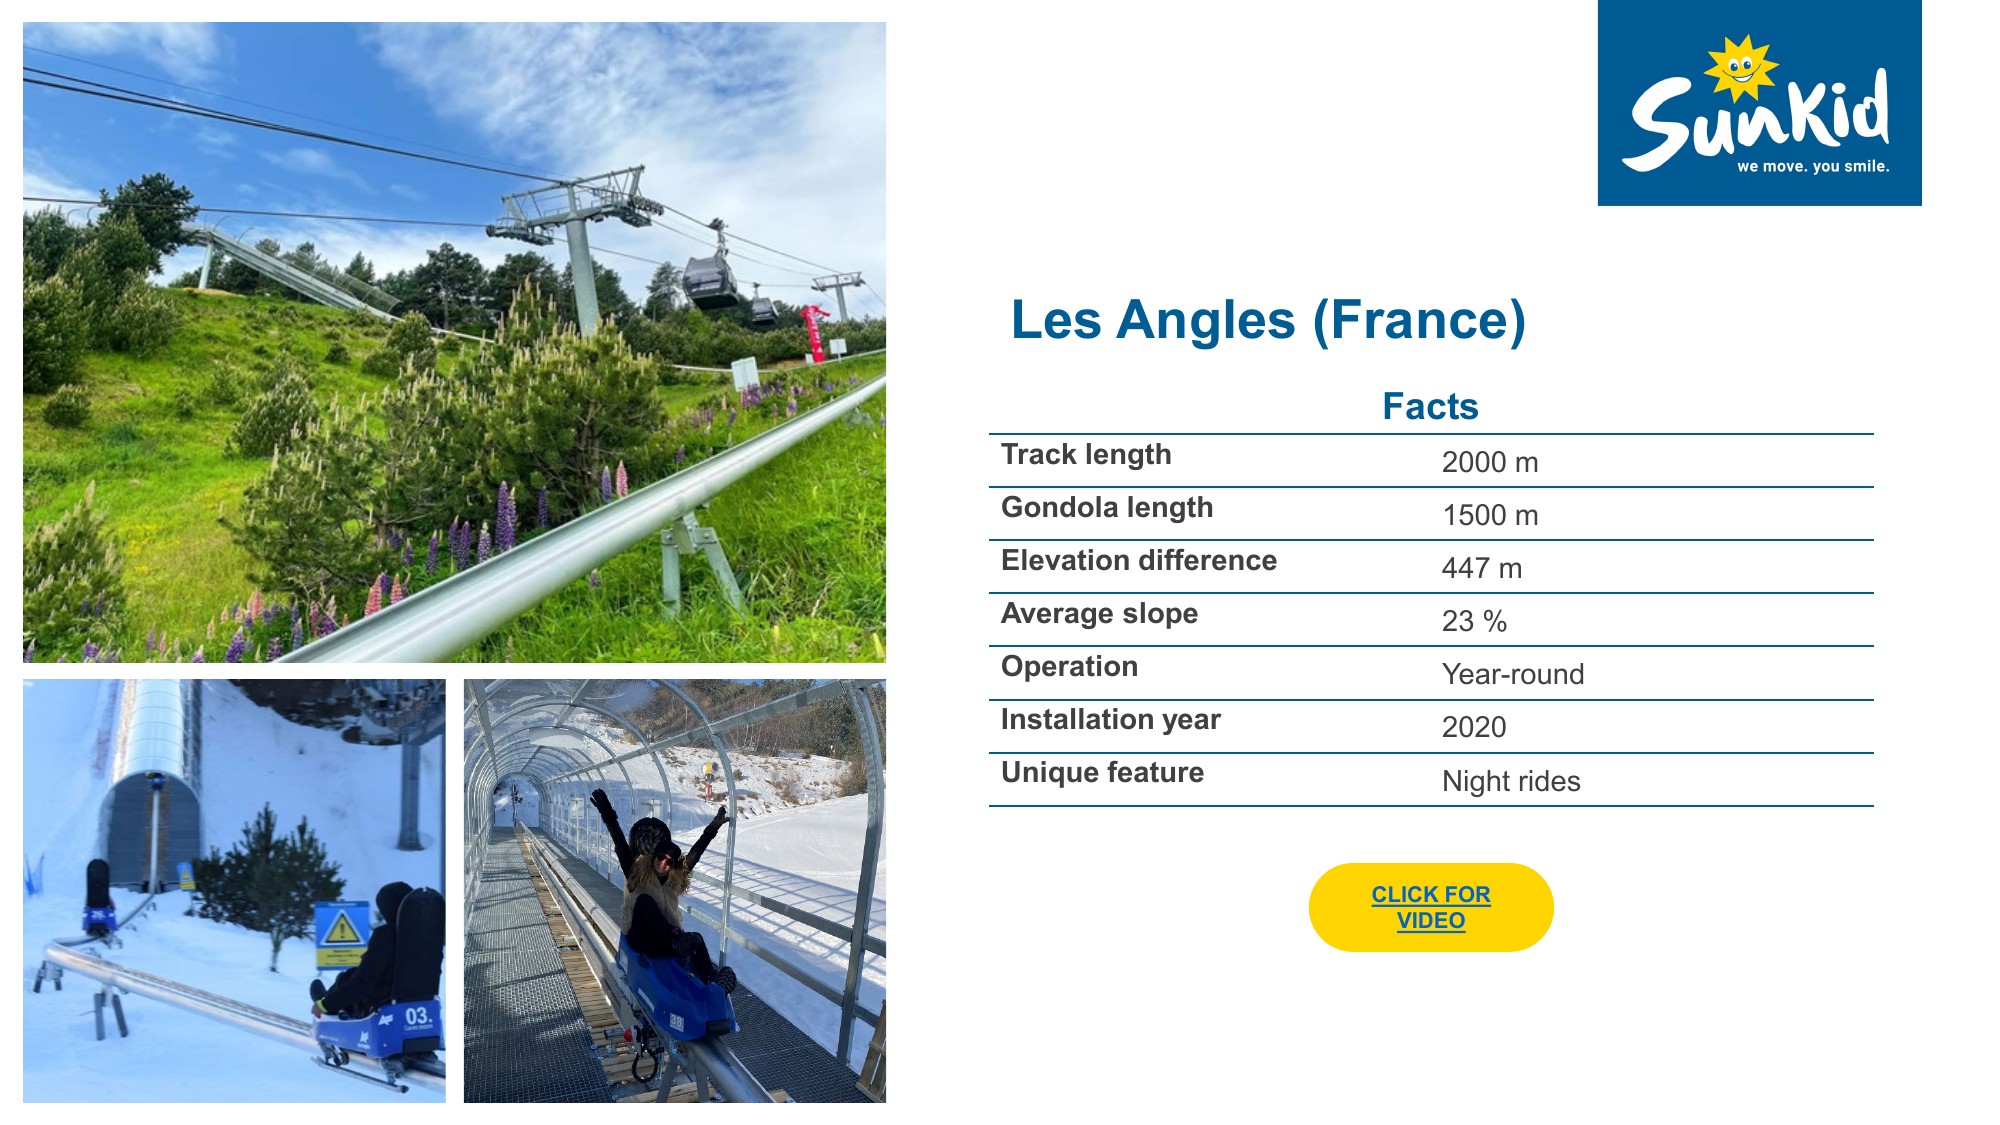 Sunkid
we move. you smile.
Les Angles (France)
Facts
Track length 2000 m
Gondola length 1500 m
Elevation difference 447 m
Average slope 23 %
Operation Year-round
Installation year 2020
Unique feature Night rides
CLICK FOR
VIDEO
03.
38